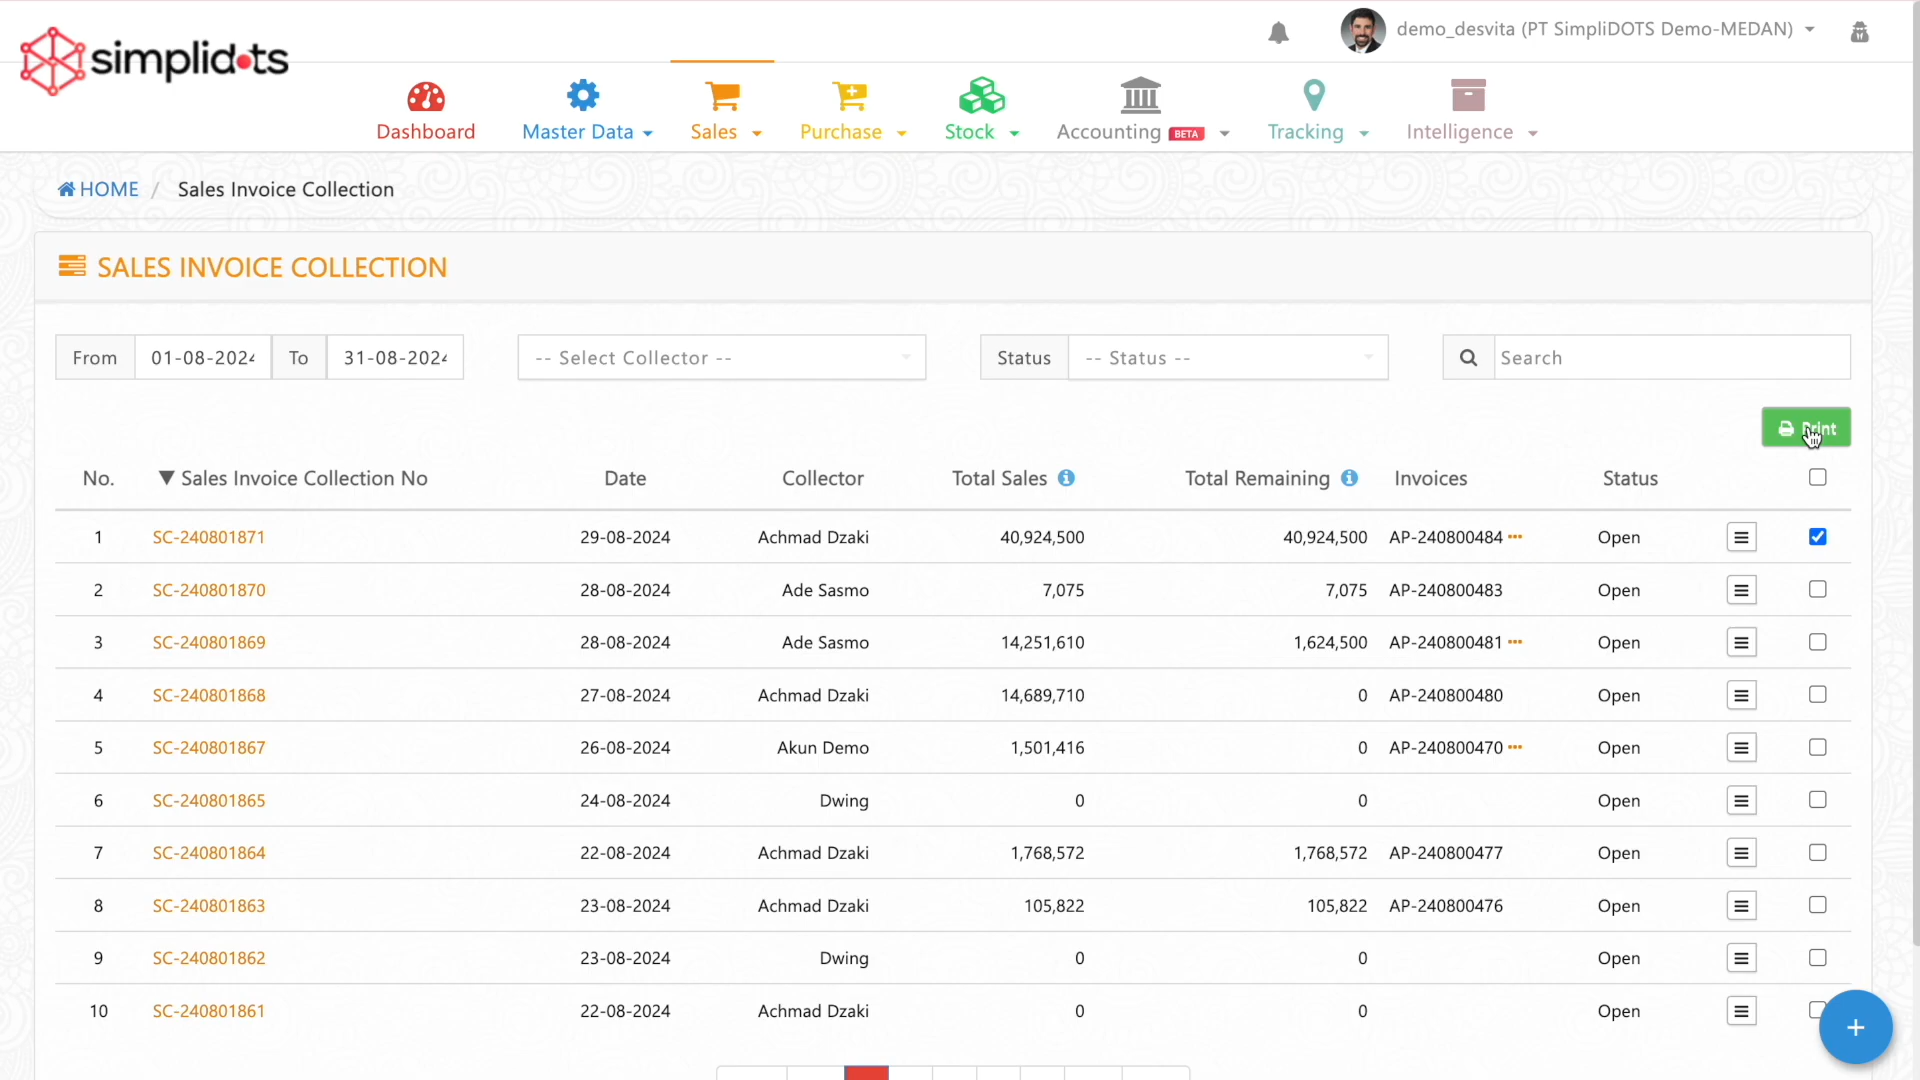 simplidots
demo_desvita (PT SimpliDOTS Demo-MEDAN)
Dashboard Master Data Sales Purchase Stock Accounting BETA Tracking Intelligence
HOME / Sales Invoice Collection
SALES INVOICE COLLECTION
From 01-08-2024 To 31-08-2024 -- Select Collector -- Status -- Status -- Search
Print
No. ▼ Sales Invoice Collection No Date Collector Total Sales Total Remaining Invoices Status
1 SC-240801871 29-08-2024 Achmad Dzaki 40,924,500 40,924,500 AP-240800484 ••• Open
2 SC-240801870 28-08-2024 Ade Sasmo 7,075 7,075 AP-240800483 Open
3 SC-240801869 28-08-2024 Ade Sasmo 14,251,610 1,624,500 AP-240800481 ••• Open
4 SC-240801868 27-08-2024 Achmad Dzaki 14,689,710 0 AP-240800480 Open
5 SC-240801867 26-08-2024 Akun Demo 1,501,416 0 AP-240800470 ••• Open
6 SC-240801865 24-08-2024 Dwing 0 0 Open
7 SC-240801864 22-08-2024 Achmad Dzaki 1,768,572 1,768,572 AP-240800477 Open
8 SC-240801863 23-08-2024 Achmad Dzaki 105,822 105,822 AP-240800476 Open
9 SC-240801862 23-08-2024 Dwing 0 0 Open
10 SC-240801861 22-08-2024 Achmad Dzaki 0 0 Open
+